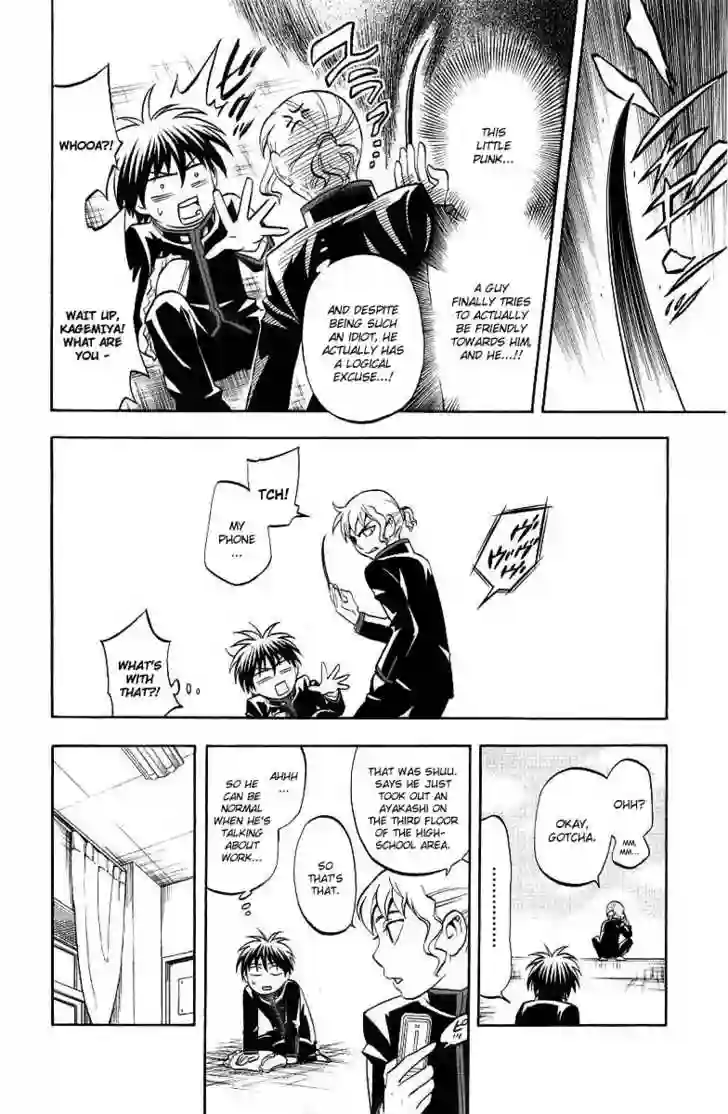 THIS
LITTLE
PUNK...
A GUY
FINALLY TRIES
TO ACTUALLY
BE FRIENDLY
TOWARDS HIM,
AND HE...!!
AND DESPITE
BEING SUCH
AN IDIOT, HE
ACTUALLY HAS
A LOGICAL
EXCUSE...!
WHOOA?!
WAIT UP,
KAGEMIYA!
WHAT ARE
YOU ~
TCH!
MY
PHONE
...
WHAT'S
WITH
THAT?!
OHH?
MM,
MM...
OKAY,
GOTCHA.
..........
THAT WAS SHUU.
SAYS HE JUST
TOOK OUT AN
AYAKASHI
ON THE
THIRD FLOOR
OF THE HIGH-
SCHOOL AREA.
SO
THAT'S
THAT.
AHHH
...
SO HE
CAN BE
NORMAL
WHEN HE'S
TALKING
ABOUT
WORK...